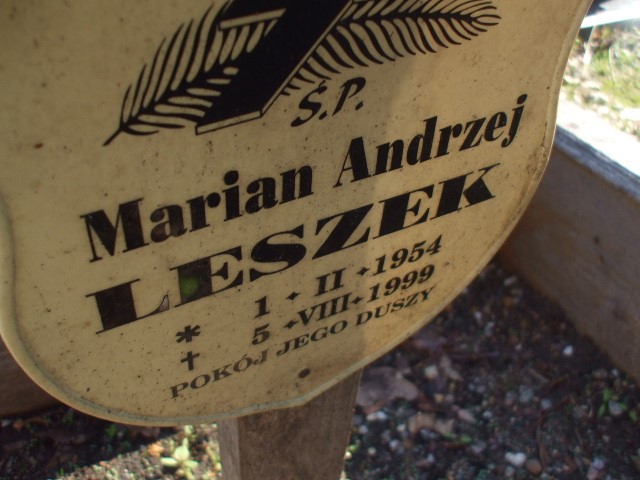 Ś.P.
Marian Andrzej
LESZEK
* 1 + II + 1954
† 5 + VIII + 1999
POKÓJ JEGO DUSZY